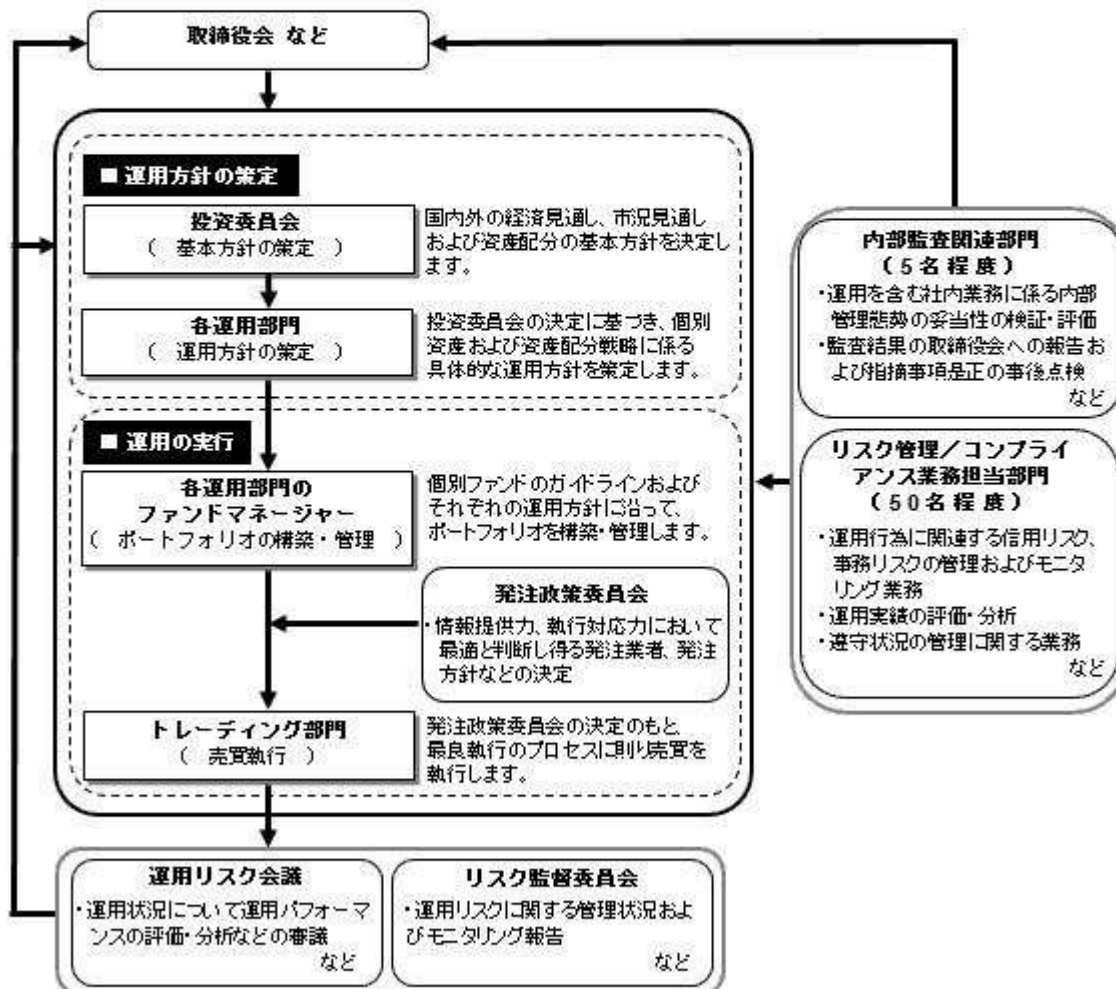 取締役会 など
■ 運用方針の策定
投資委員会
（ 基本方針の策定 ）
国内外の経済見通し、市況見通し
および資産配分の基本方針を決定し
ます。
各運用部門
（ 運用方針の策定 ）
投資委員会の決定に基づき、個別
資産および資産配分戦略に係る
具体的な運用方針を策定します。
■ 運用の実行
各運用部門の
ファンドマネージャー
（ ポートフォリオの構築・管理 ）
個別ファンドのガイドラインおよび
それぞれの運用方針に沿って、
ポートフォリオを構築・管理します。
発注政策委員会
・情報提供力、執行対応力において
最適と判断し得る発注業者、発注
方針などの決定
トレーディング部門
（ 売買執行 ）
発注政策委員会の決定のもと、
最良執行のプロセスに則り売買を
執行します。
内部監査関連部門
（５名程度）
・運用を含む社内業務に係る内部
管理態勢の妥当性の検証・評価
・監査結果の取締役会への報告お
よび指摘事項是正の事後点検
など
リスク管理／コンプライ
アンス業務担当部門
（５０名程度）
・運用行為に関連する信用リスク、
事務リスクの管理およびモニタ
リング業務
・運用実績の評価・分析
・遵守状況の管理に関する業務
など
運用リスク会議
・運用状況について運用パフォーマ
ンスの評価・分析などの審議
など
リスク監督委員会
・運用リスクに関する管理状況およ
びモニタリング報告
など